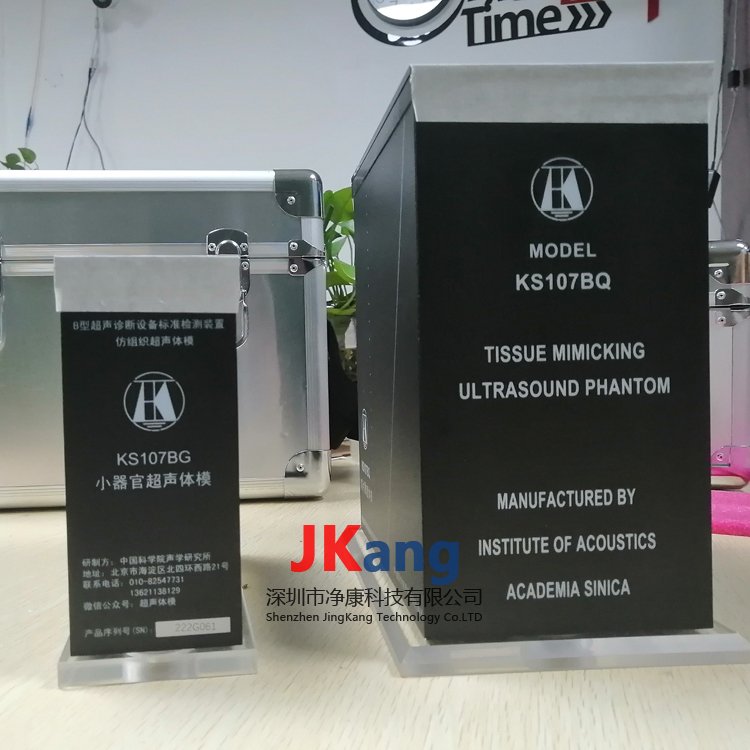 Time
B型超声诊断设备标准检测装置
仿组织超声体模
KS107BG
小器官超声体模
研制方：中国科学院声学研究所
地址：北京市海淀区北四环西路21号
联系电话：010-82547731
13621138129
微信公众号：超声体模
产品序列号(SN)：222G061
MODEL
KS107BQ
TISSUE MIMICKING
ULTRASOUND PHANTOM
MANUFACTURED BY
INSTITUTE OF ACOUSTICS
ACADEMIA SINICA
JKang
深圳市净康科技有限公司
Shenzhen JingKang Technology Co.LTD